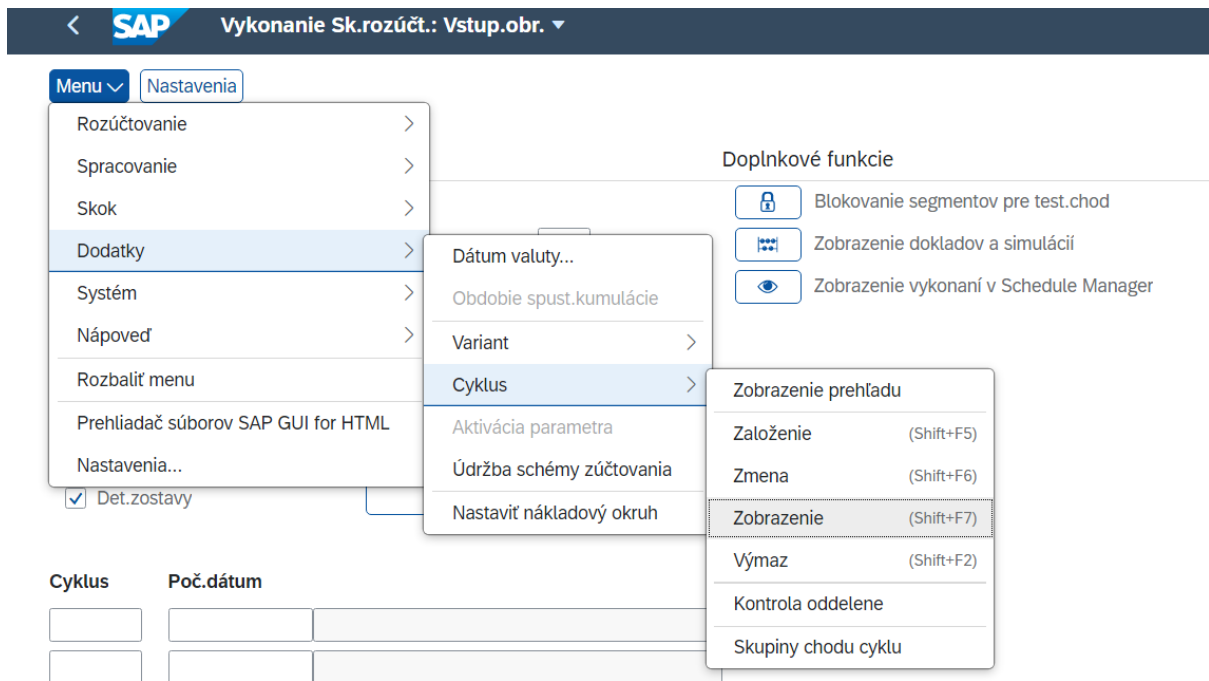 SAP Vykonanie Sk.rozúčt.: Vstup.obr.
Menu Nastavenia
Rozúčtovanie
Spracovanie
Skok
Dodatky
Systém
Nápoveď
Rozbaliť menu
Prehliadač súborov SAP GUI for HTML
Nastavenia...
Dátum valuty...
Obdobie spust.kumulácie
Variant
Cyklus
Aktivácia parametra
Údržba schémy zúčtovania
Nastaviť nákladový okruh
Zobrazenie prehľadu
Založenie (Shift+F5)
Zmena (Shift+F6)
Zobrazenie (Shift+F7)
Výmaz (Shift+F2)
Kontrola oddelene
Skupiny chodu cyklu
Doplnkové funkcie
Blokovanie segmentov pre test.chod
Zobrazenie dokladov a simulácií
Zobrazenie vykonaní v Schedule Manager
Det.zostavy
Cyklus Poč.dátum